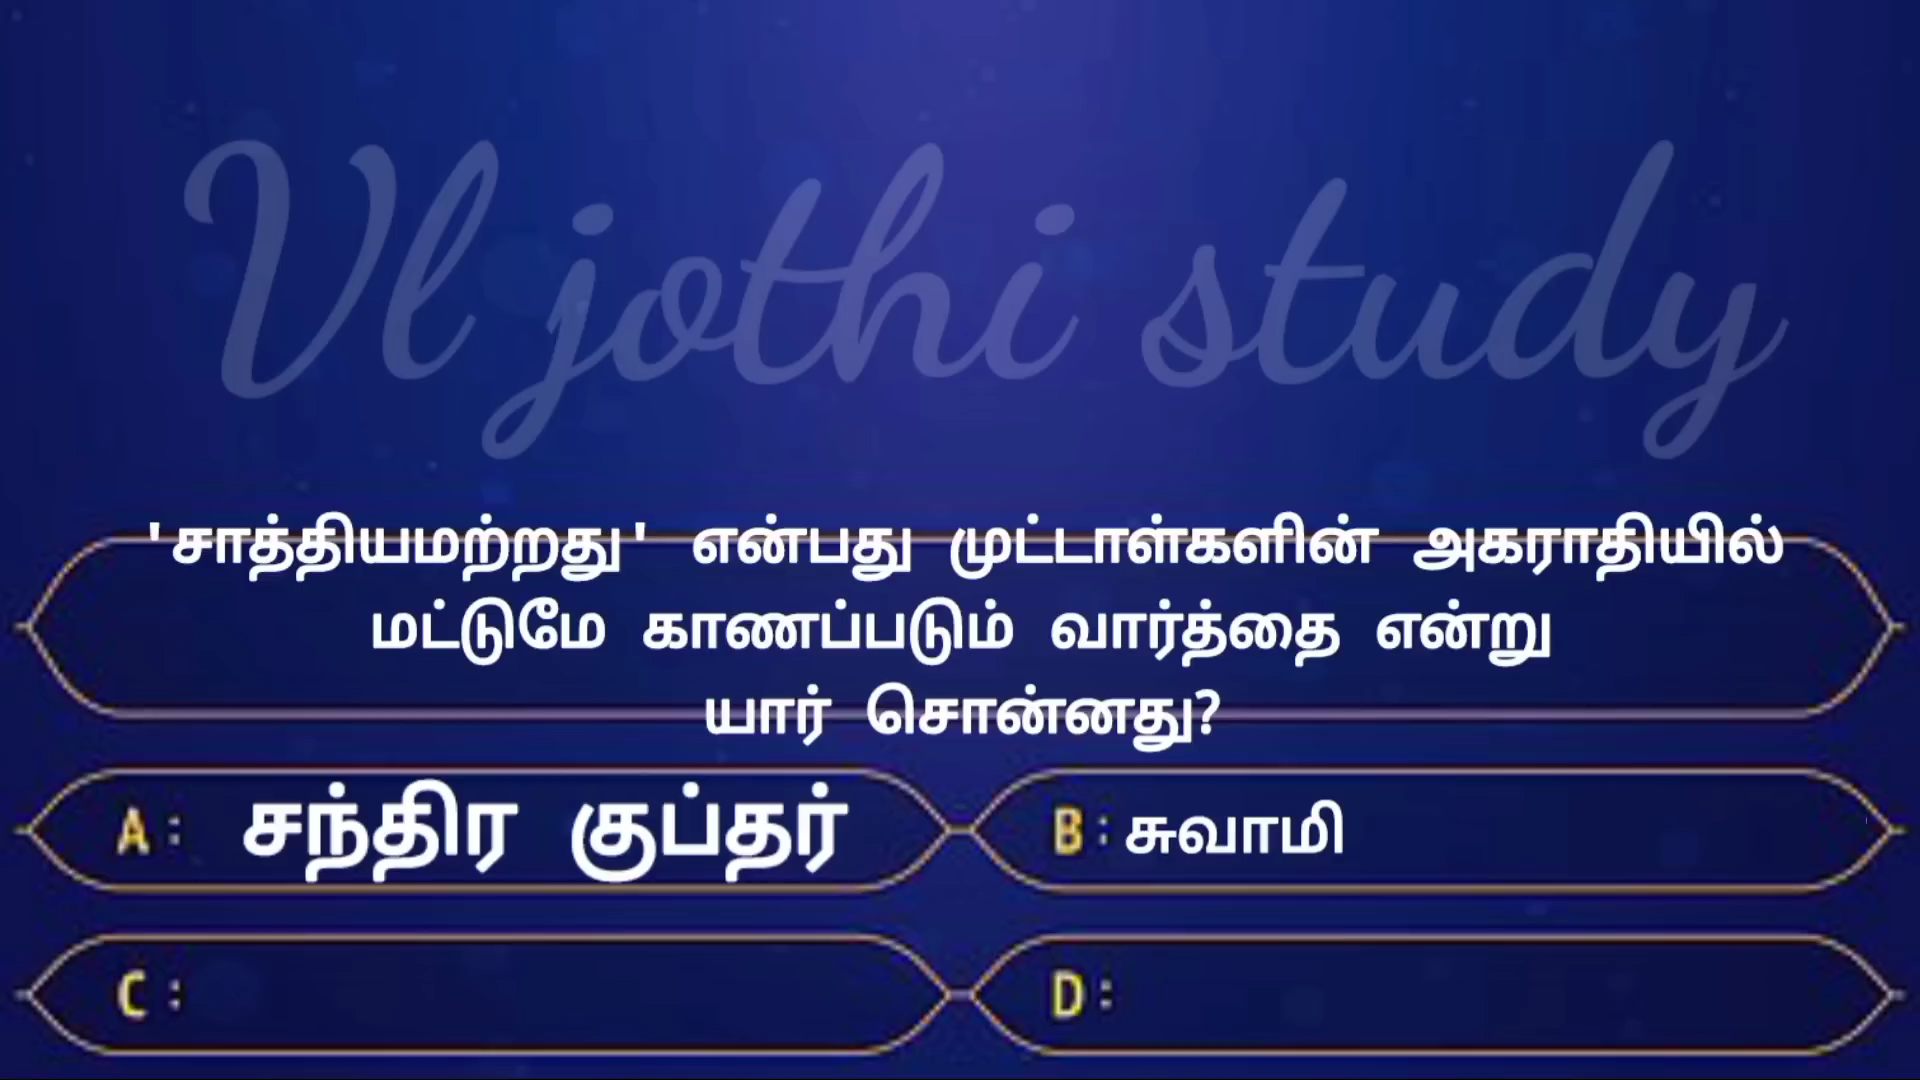 Vl jothi study
'சாத்தியமற்றது' என்பது முட்டாள்களின் அகராதியில்
மட்டுமே காணப்படும் வார்த்தை என்று
யார் சொன்னது?
A: சந்திர குப்தர்
B: சுவாமி
C:
D: